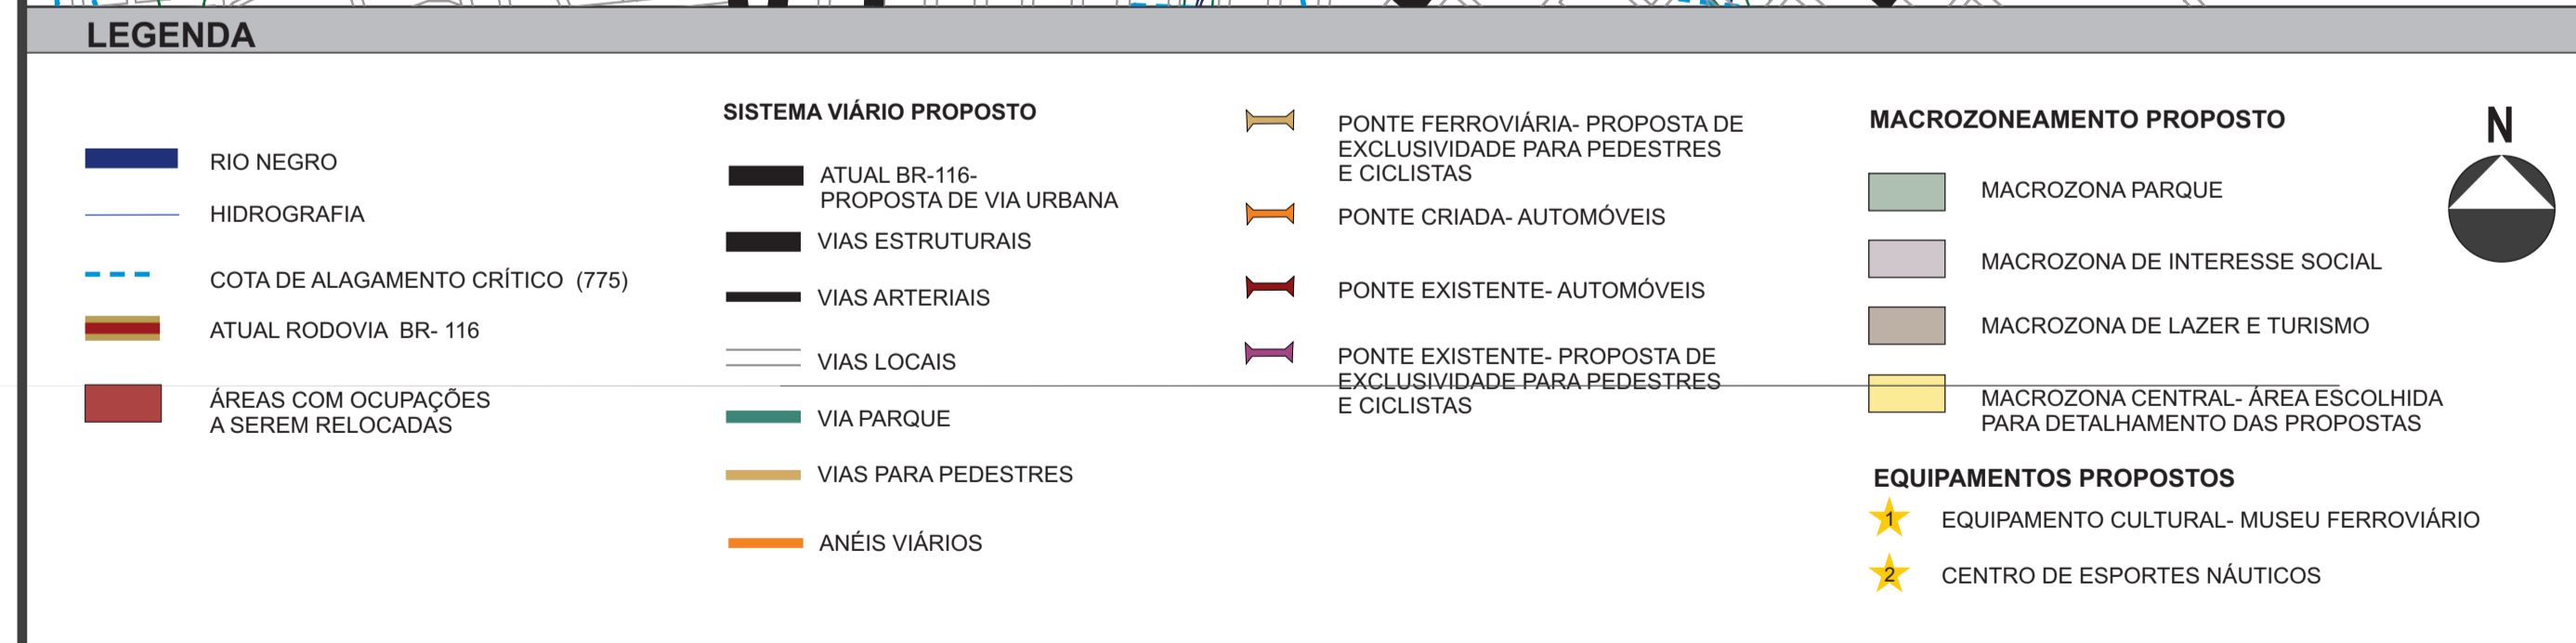 LEGENDA
RIO NEGRO
HIDROGRAFIA
COTA DE ALAGAMENTO CRÍTICO (775)
ATUAL RODOVIA BR- 116
ÁREAS COM OCUPAÇÕES
A SEREM RELOCADAS
SISTEMA VIÁRIO PROPOSTO
ATUAL BR-116-
PROPOSTA DE VIA URBANA
VIAS ESTRUTURAIS
VIAS ARTERIAIS
VIAS LOCAIS
VIA PARQUE
VIAS PARA PEDESTRES
ANÉIS VIÁRIOS
PONTE FERROVIÁRIA- PROPOSTA DE
EXCLUSIVIDADE PARA PEDESTRES
E CICLISTAS
PONTE CRIADA- AUTOMÓVEIS
PONTE EXISTENTE- AUTOMÓVEIS
PONTE EXISTENTE- PROPOSTA DE
EXCLUSIVIDADE PARA PEDESTRES
E CICLISTAS
MACROZONEAMENTO PROPOSTO
MACROZONA PARQUE
MACROZONA DE INTERESSE SOCIAL
MACROZONA DE LAZER E TURISMO
MACROZONA CENTRAL- ÁREA ESCOLHIDA
PARA DETALHAMENTO DAS PROPOSTAS
EQUIPAMENTOS PROPOSTOS
1 EQUIPAMENTO CULTURAL- MUSEU FERROVIÁRIO
2 CENTRO DE ESPORTES NÁUTICOS
N